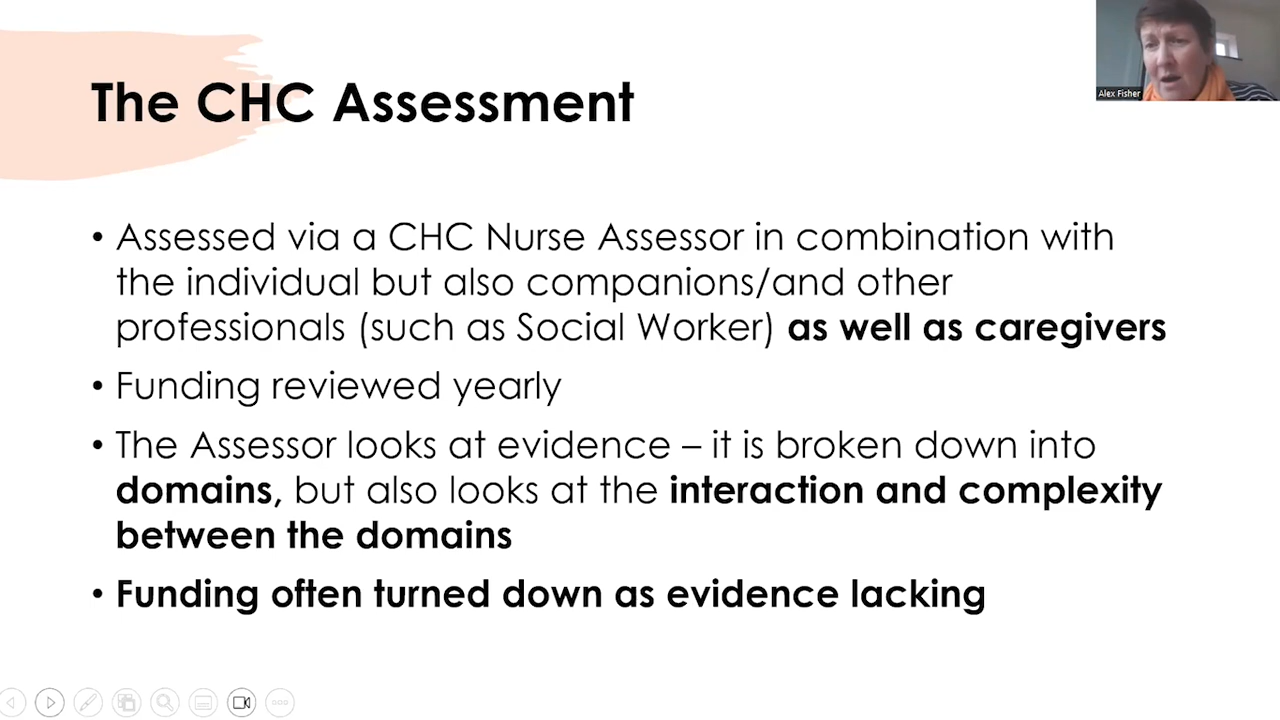 The CHC Assessment
Alex Fisher
• Assessed via a CHC Nurse Assessor in combination with
the individual but also companions/and other
professionals (such as Social Worker) as well as caregivers
• Funding reviewed yearly
• The Assessor looks at evidence – it is broken down into
domains, but also looks at the interaction and complexity
between the domains
• Funding often turned down as evidence lacking